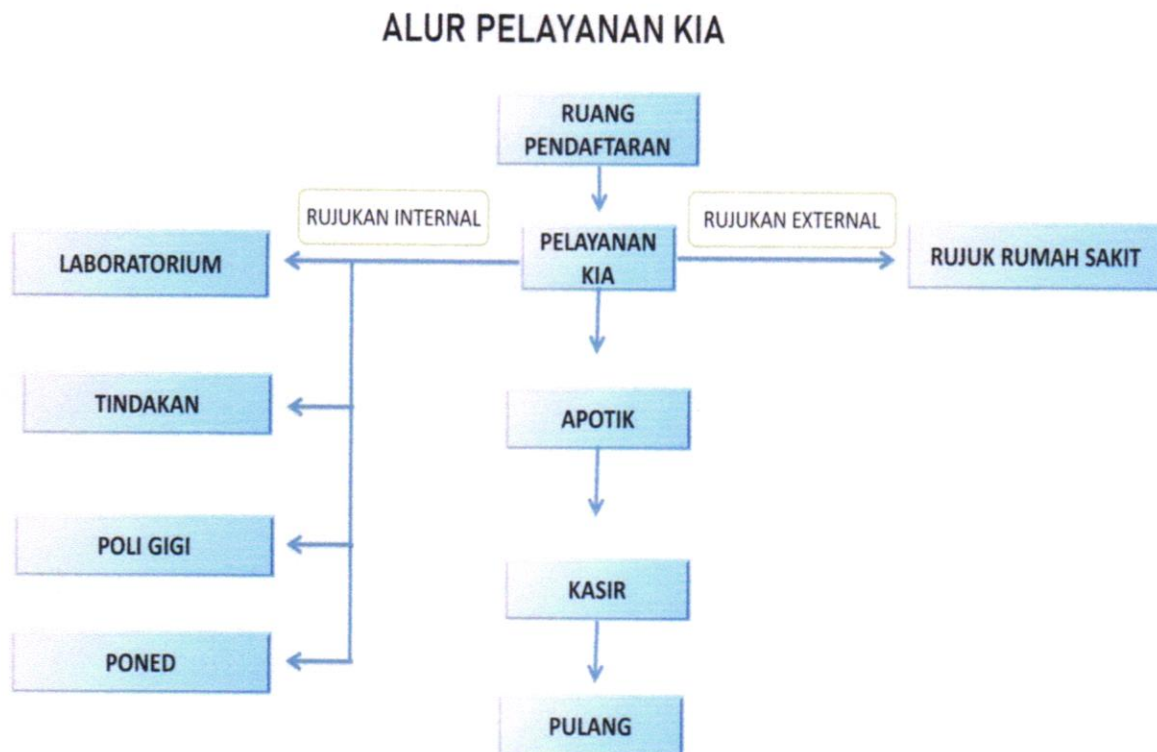 ALUR PELAYANAN KIA
RUANG
PENDAFTARAN
RUJUKAN INTERNAL
RUJUKAN EXTERNAL
LABORATORIUM
PELAYANAN
KIA
RUJUK RUMAH SAKIT
TINDAKAN
APOTIK
POLI GIGI
KASIR
PONED
PULANG